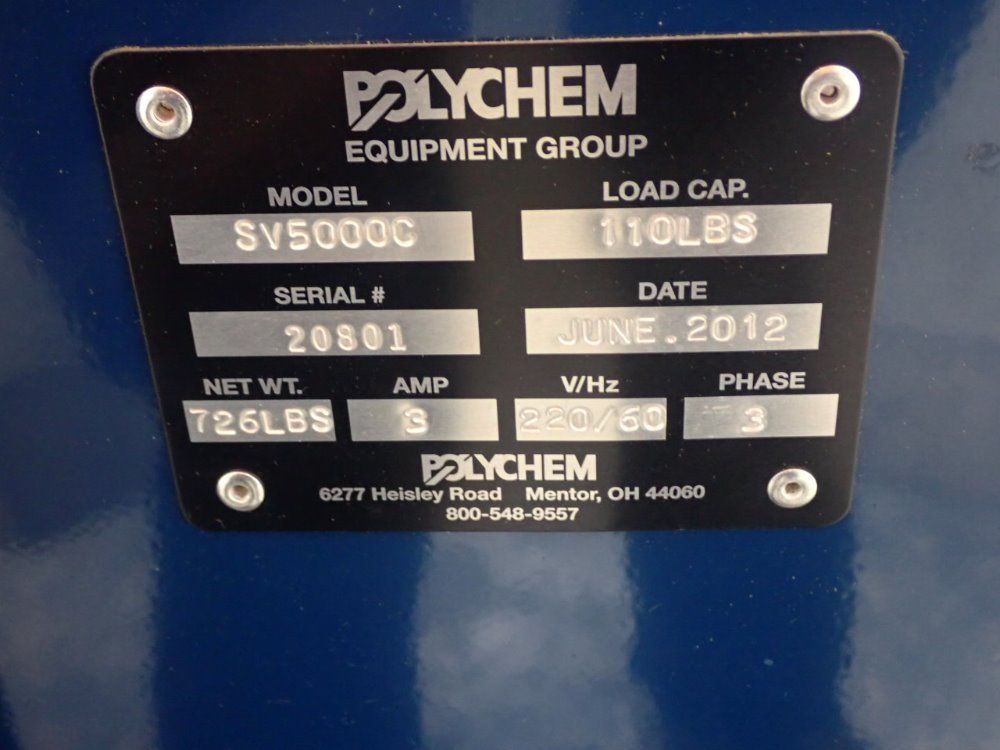 POLYCHEM
EQUIPMENT GROUP
MODEL LOAD CAP.
SV5000C 110LBS
SERIAL # DATE
20801 JUNE.2012
NET WT. AMP V/Hz PHASE
726LBS 3 220/60 3
POLYCHEM
6277 Heisley Road Mentor, OH 44060
800-548-9557